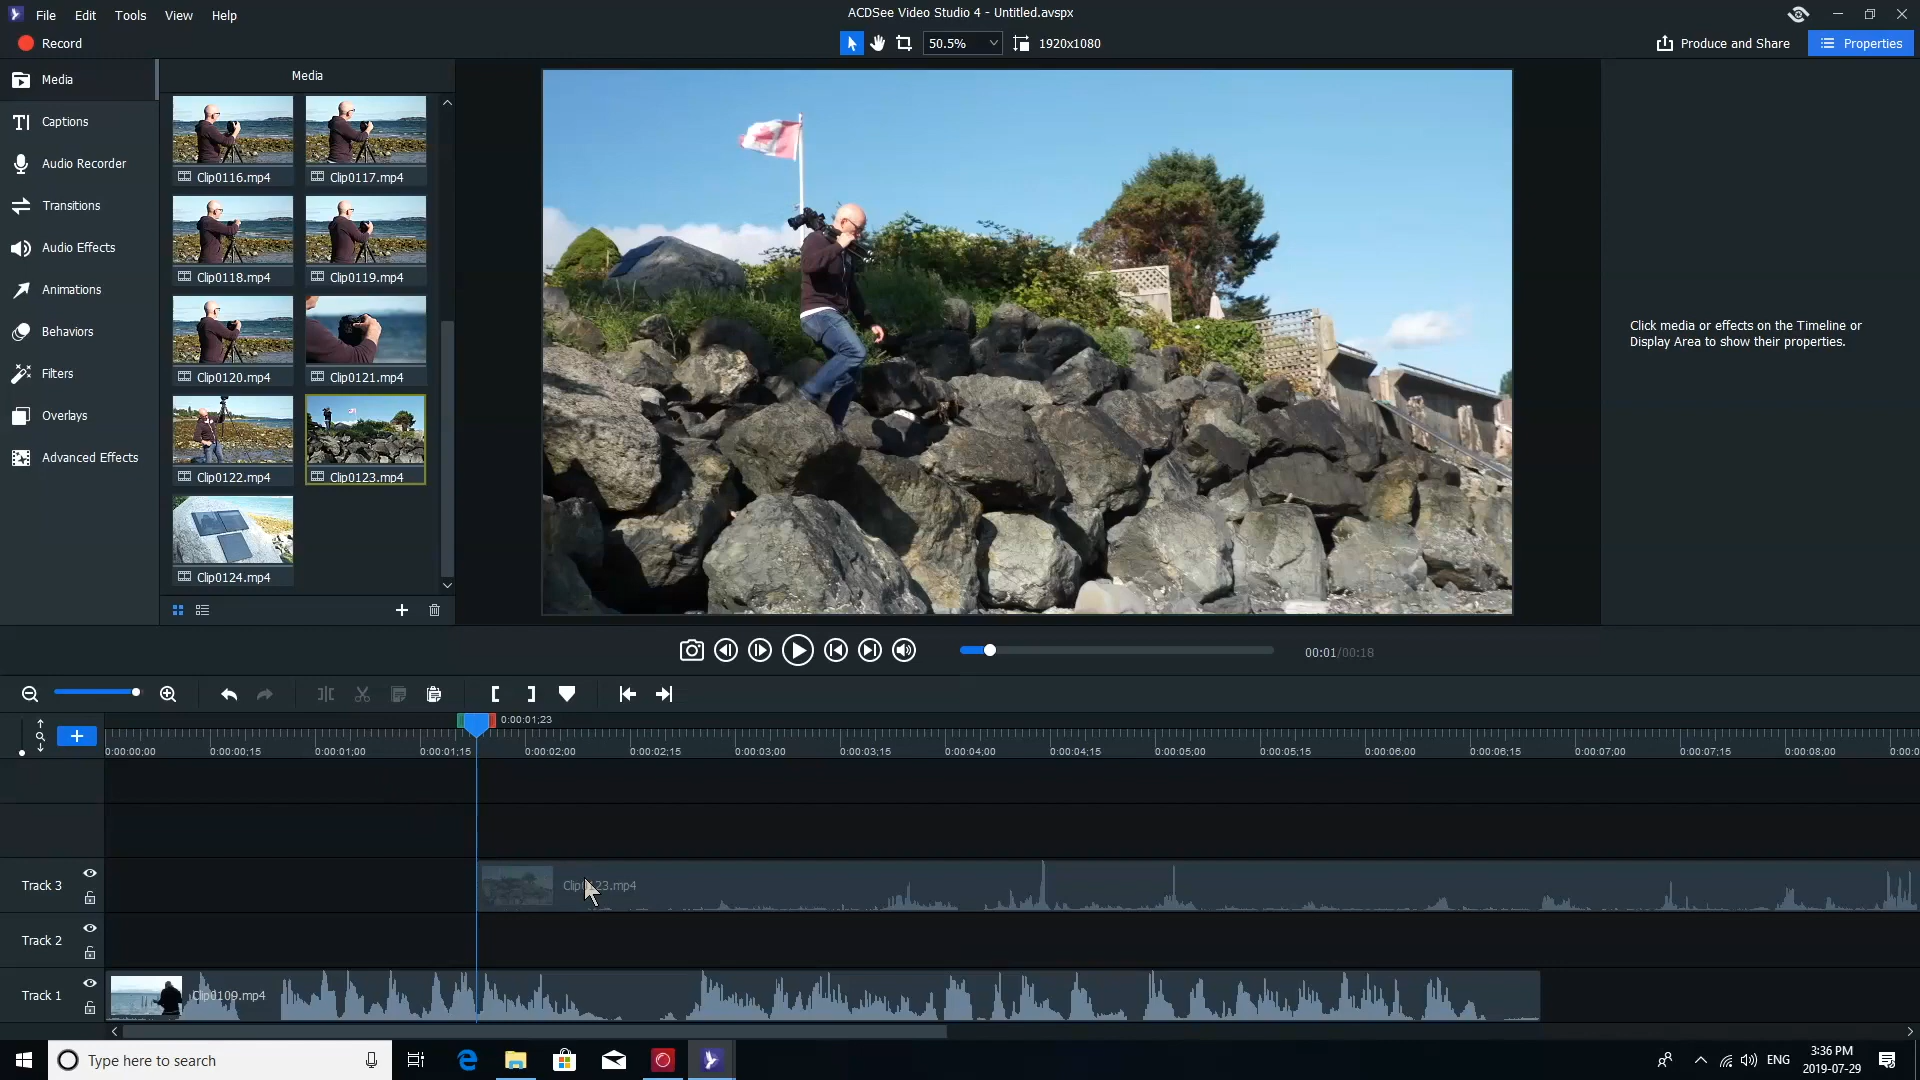 File Edit Tools View Help
ACDSee Video Studio 4 - Untitled.avspx
Record
50.5%
1920x1080
Produce and Share
Properties
Media
Captions
Audio Recorder
Transitions
Audio Effects
Animations
Behaviors
Filters
Overlays
Advanced Effects
Media
Clip0116.mp4
Clip0117.mp4
Clip0118.mp4
Clip0119.mp4
Clip0120.mp4
Clip0121.mp4
Clip0122.mp4
Clip0123.mp4
Clip0124.mp4
Click media or effects on the Timeline or
Display Area to show their properties.
00:01/00:18
0:00:01;23
0:00:00;00 0:00:00;15 0:00:01;00 0:00:01;15 0:00:02;00 0:00:02;15 0:00:03;00 0:00:03;15 0:00:04;00 0:00:04;15 0:00:05;00 0:00:05;15 0:00:06;00 0:00:06;15 0:00:07;00 0:00:07;15 0:00:08;00
Track 3
Track 2
Track 1
Clip0109.mp4
Type here to search
ENG
3:36 PM
2019-07-29